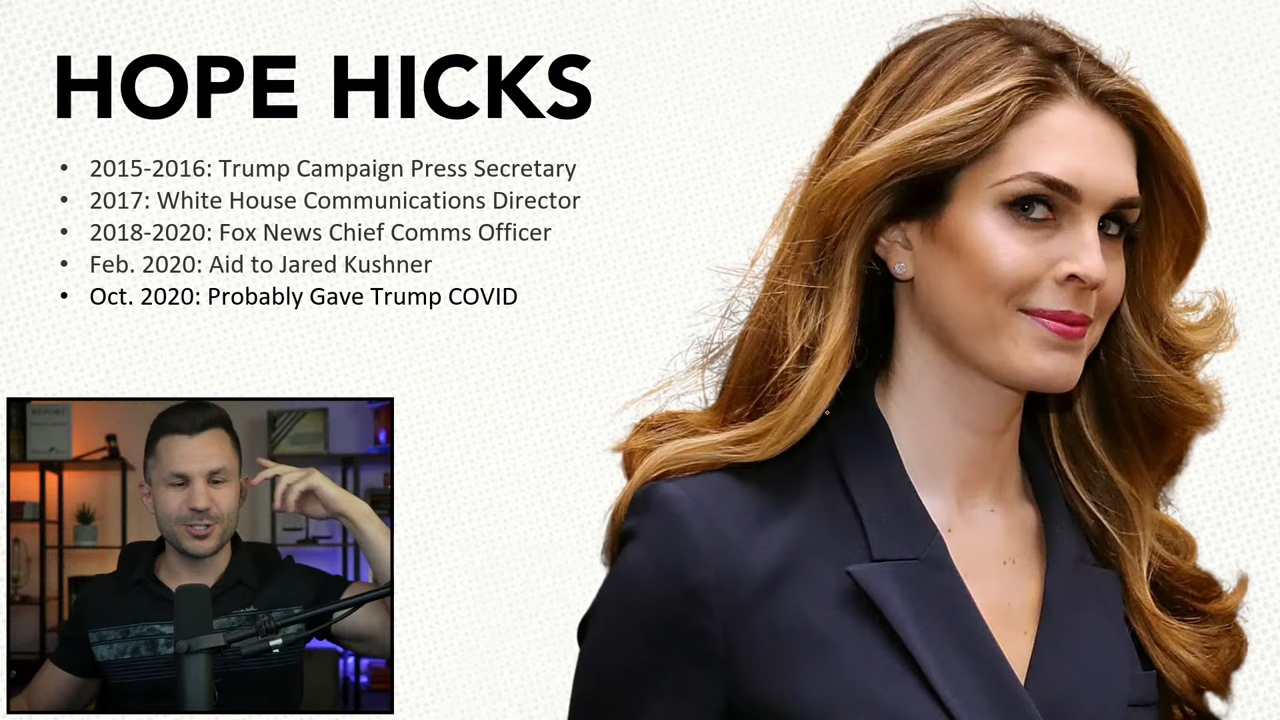 HOPE HICKS
• 2015-2016: Trump Campaign Press Secretary
• 2017: White House Communications Director
• 2018-2020: Fox News Chief Comms Officer
• Feb. 2020: Aid to Jared Kushner
• Oct. 2020: Probably Gave Trump COVID